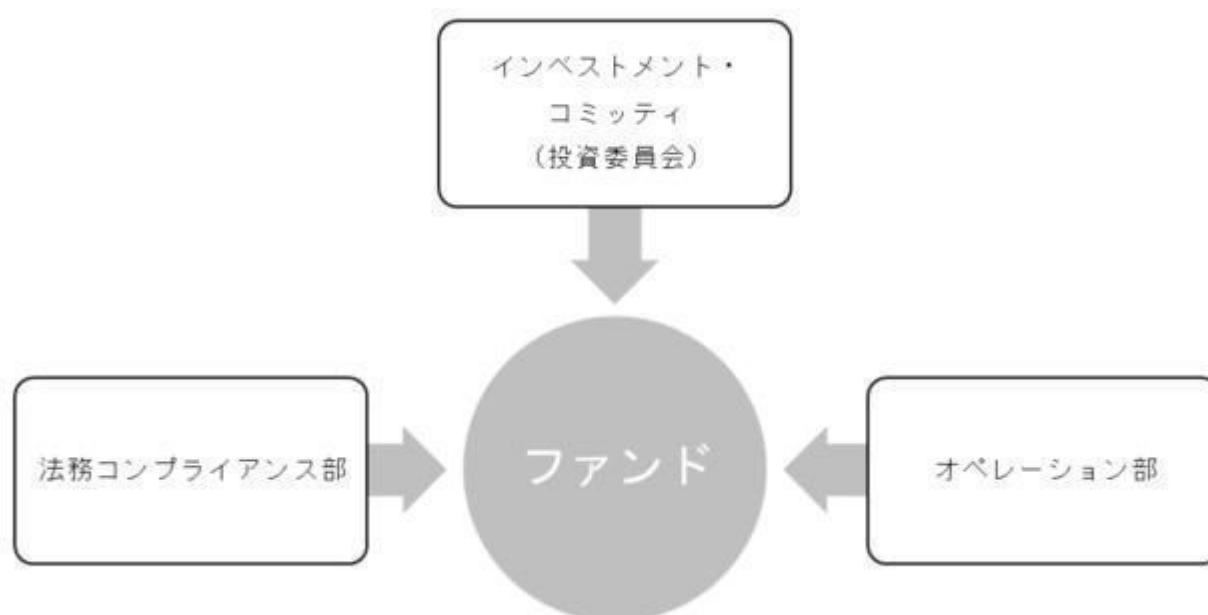 インベストメント・
コミッティ
（投資委員会）
法務コンプライアンス部
ファンド
オペレーション部